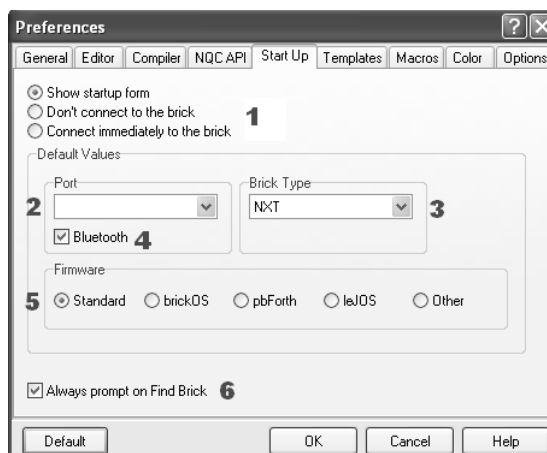 Preferences
General Editor Compiler NQC API Start Up Templates Macros Color Options
Show startup form
Don't connect to the brick
Connect immediately to the brick
1
Default Values
Port
Brick Type
2
NXT
3
Bluetooth 4
Firmware
5 Standard brickOS pbForth leJOS Other
Always prompt on Find Brick 6
Default OK Cancel Help